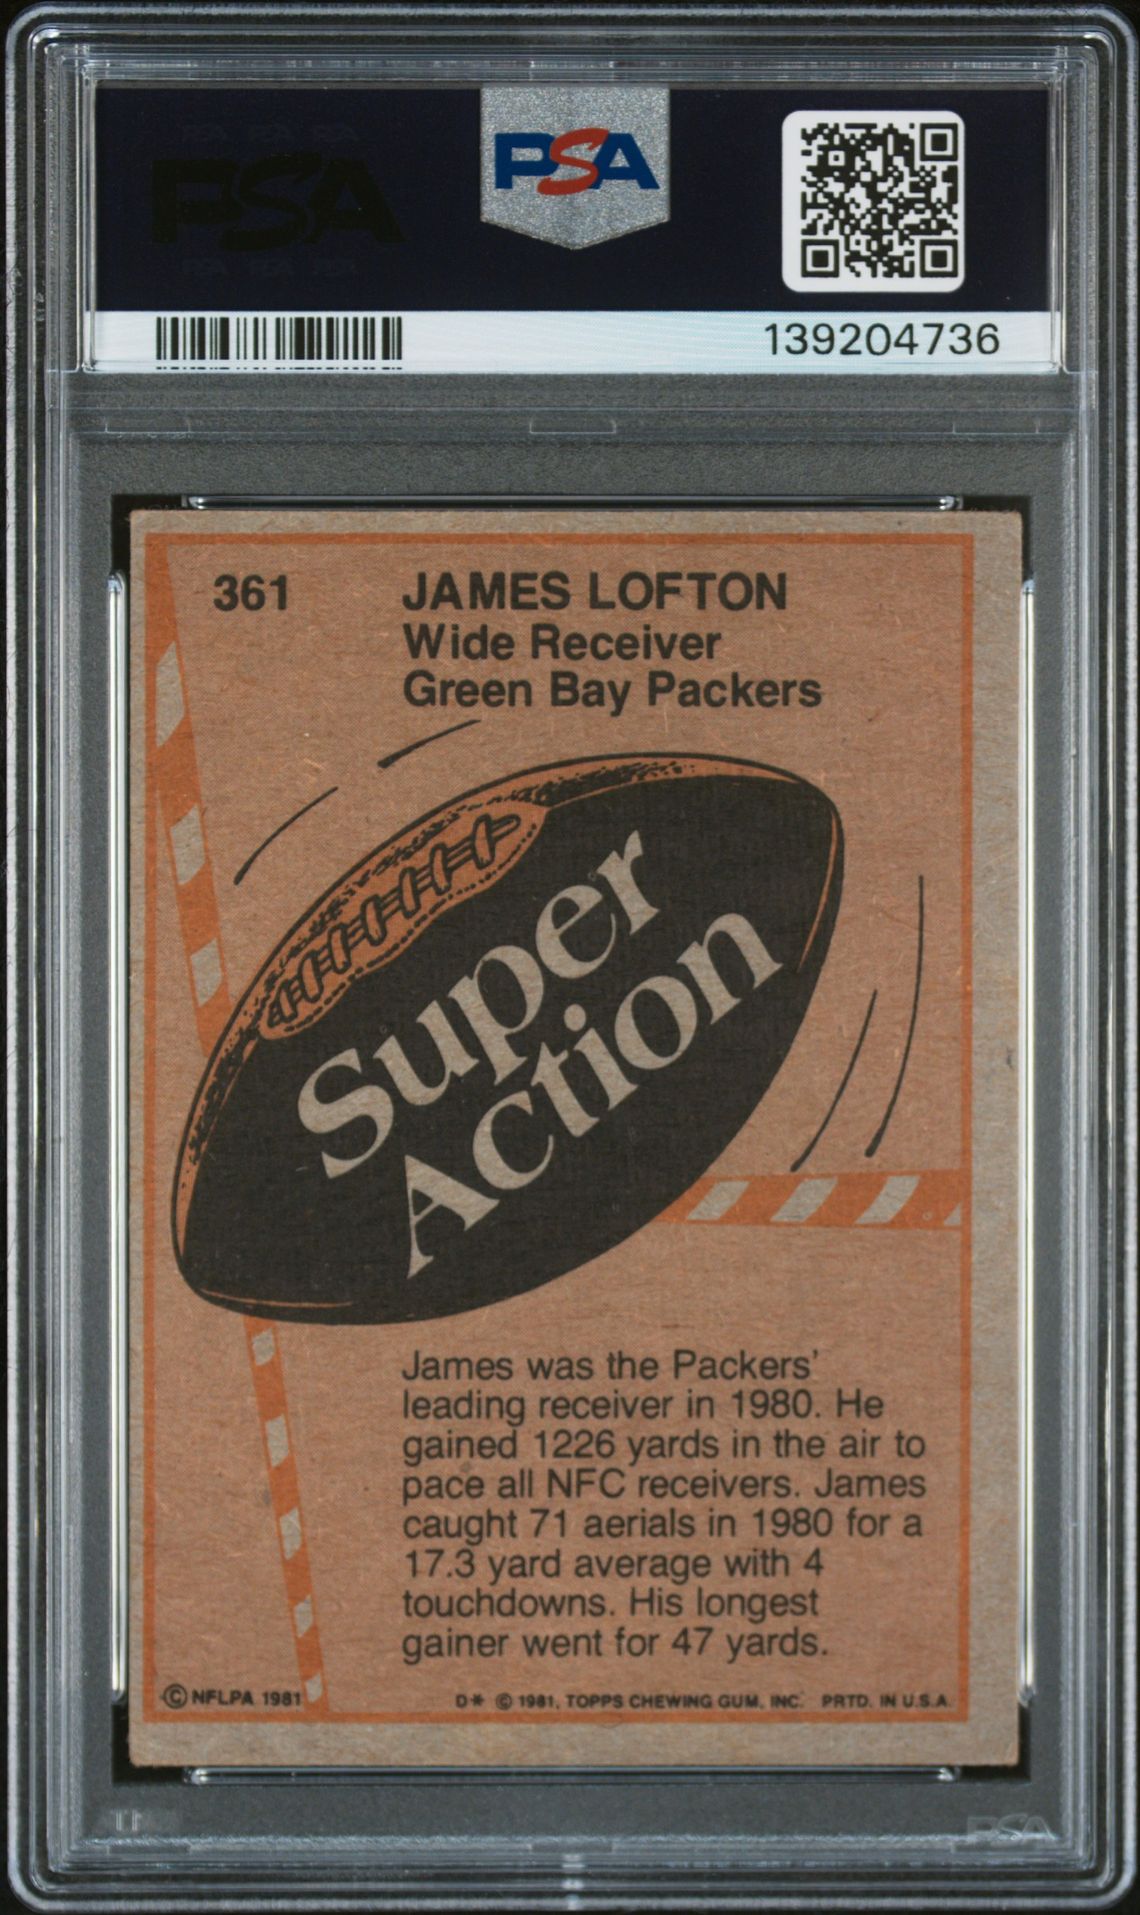 PSA
PSA
139204736
361
JAMES LOFTON
Wide Receiver
Green Bay Packers
Super
Action
James was the Packers'
leading receiver in 1980. He
gained 1226 yards in the air to
pace all NFC receivers. James
caught 71 aerials in 1980 for a
17.3 yard average with 4
touchdowns. His longest
gainer went for 47 yards.
© NFLPA 1981
D* © 1981, TOPPS CHEWING GUM, INC. PRTD. IN U.S.A.
PSA